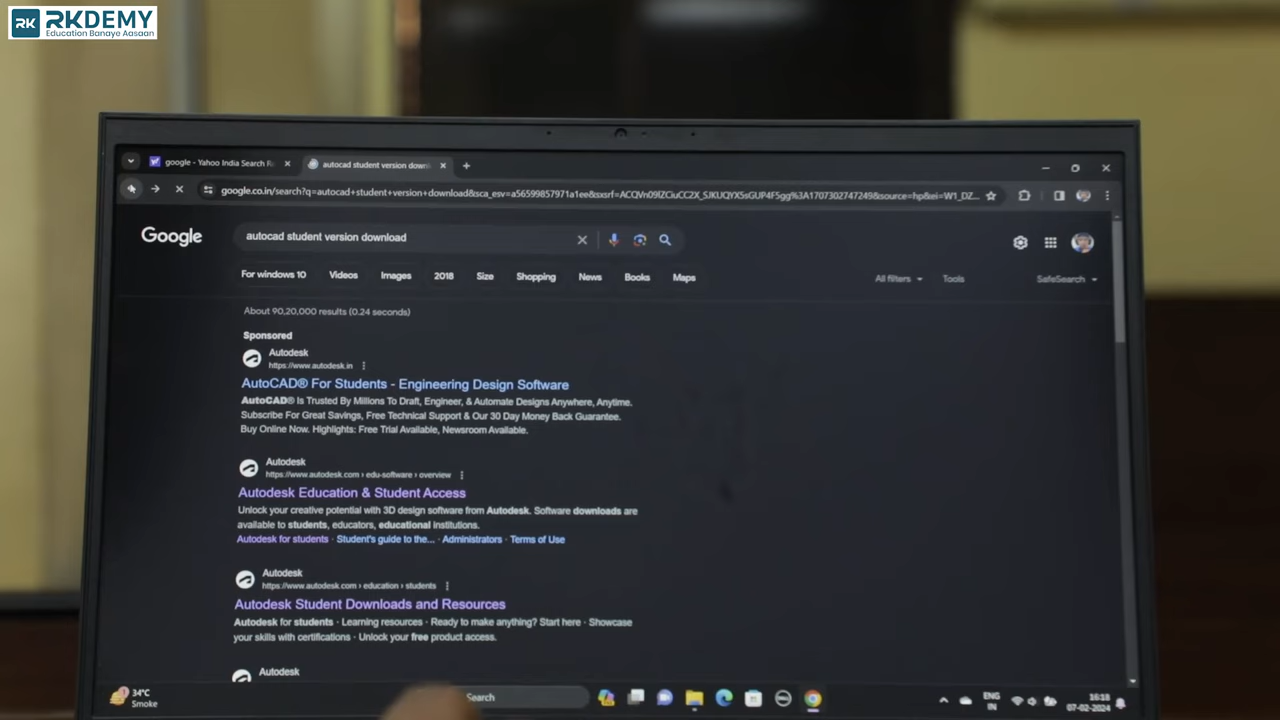 RK RKDEMY
Education Banaye Aasaan
google - Yahoo India Search Re
autocad student version downl
google.co.in/search?q=autocad+student+version+download&sca_esv=a56599857971a1ee&sxsrf=
autocad student version download
Google
For windows 10 Videos Images 2018 Size Shopping News Books Maps All filters Tools SafeSearch
About 90,20,000 results (0.24 seconds)
Sponsored
Autodesk
https://www.autodesk.in
AutoCAD® For Students - Engineering Design Software
AutoCAD® Is Trusted By Millions To Draft, Engineer, & Automate Designs Anywhere, Anytime.
Subscribe For Great Savings, Free Technical Support & Our 30 Day Money Back Guarantee.
Buy Online Now. Highlights: Free Trial Available, Newsroom Available.
Autodesk
https://www.autodesk.com › edu-software › overview
Autodesk Education & Student Access
Unlock your creative potential with 3D design software from Autodesk. Software downloads are
available to students, educators, educational institutions.
Autodesk for students · Student's guide to the... · Administrators · Terms of Use
Autodesk
https://www.autodesk.com › education › students
Autodesk Student Downloads and Resources
Autodesk for students · Learning resources · Ready to make anything? Start here · Showcase
your skills with certifications · Unlock your free product access.
Autodesk
34°C
Smoke
Search
ENG
IN
16:18
07-02-2024